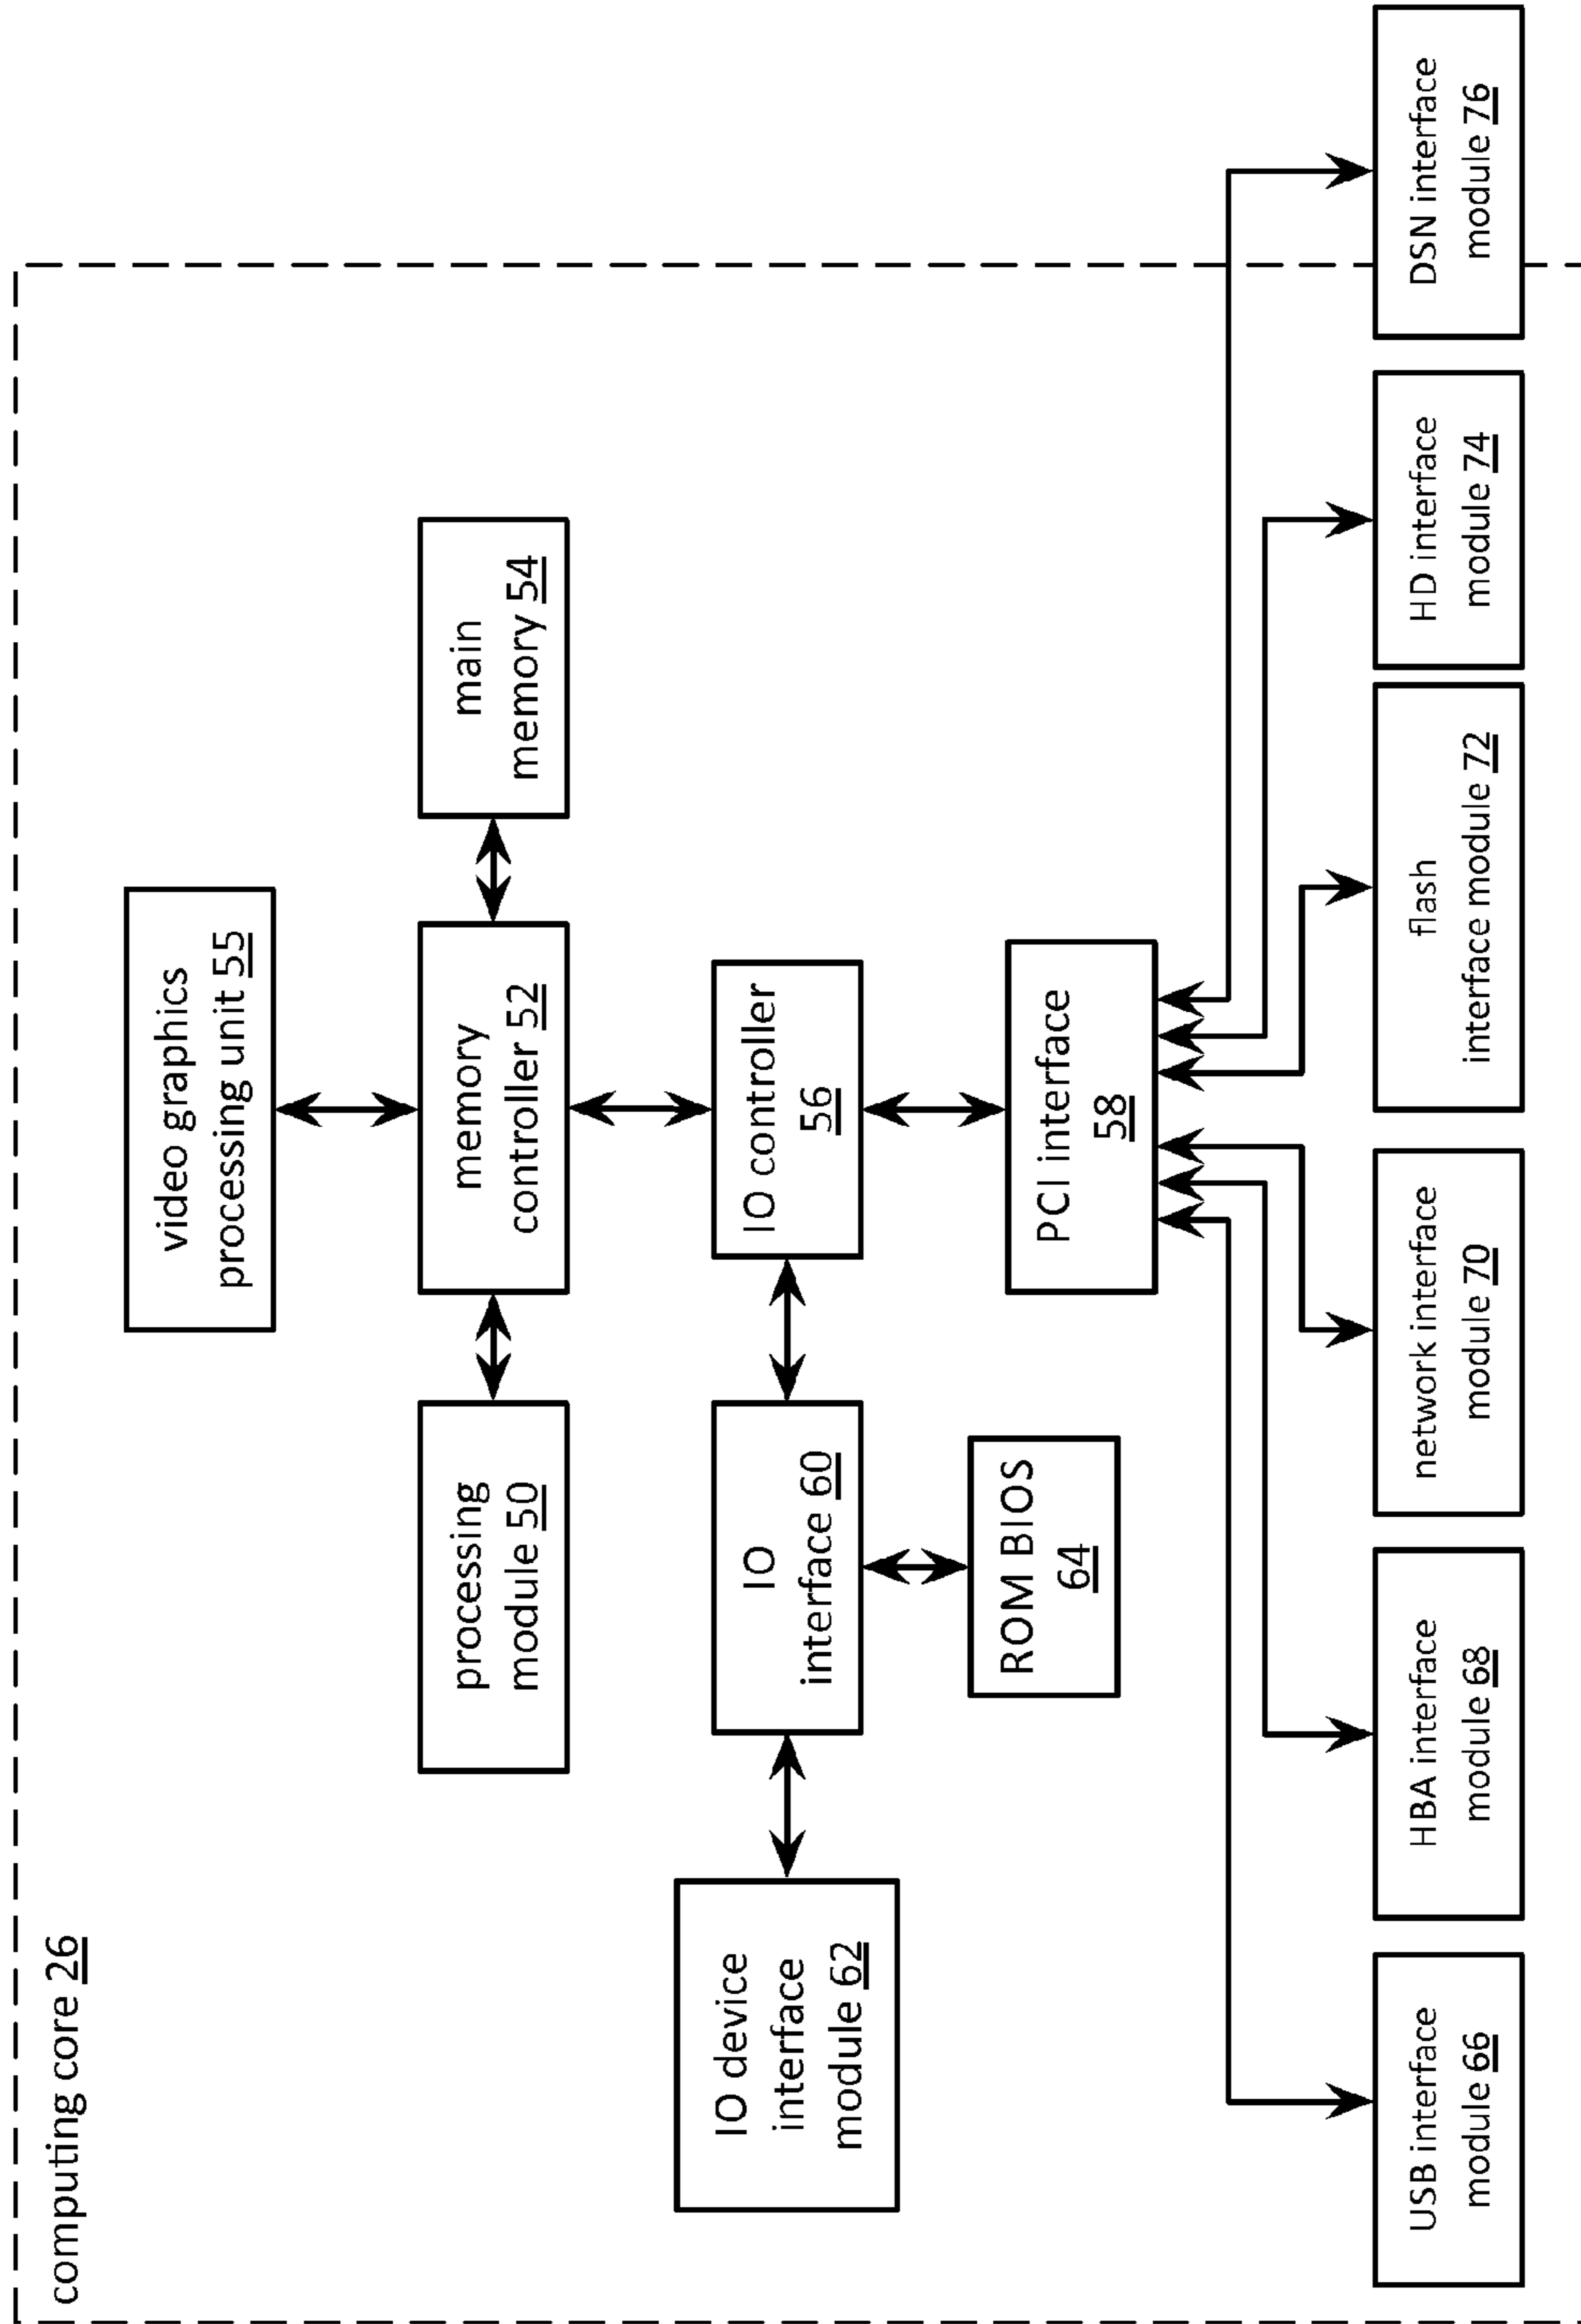 computing core 26
video graphics
processing unit 55
processing
module 50
memory
controller 52
main
memory 54
IO device
interface
module 62
IO
interface 60
IO controller
56
ROM BIOS
64
PCI interface
58
USB interface
module 66
HBA interface
module 68
network interface
module 70
flash
interface module 72
HD interface
module 74
DSN interface
module 76